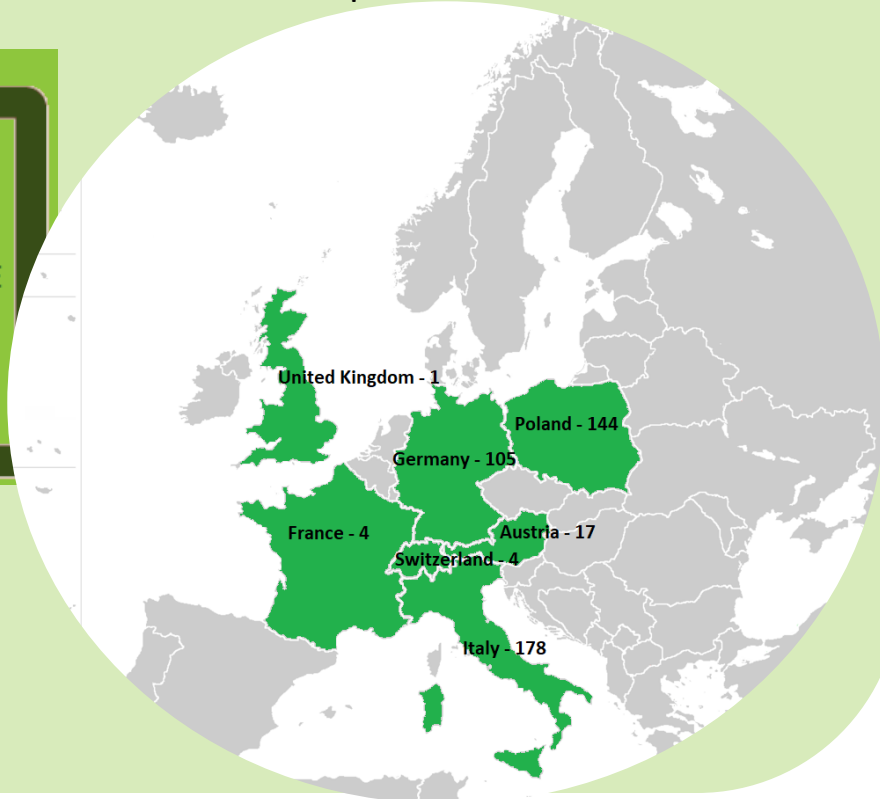 United Kingdom - 1
Poland - 144
Germany - 105
France - 4
Austria - 17
Switzerland - 4
Italy - 178